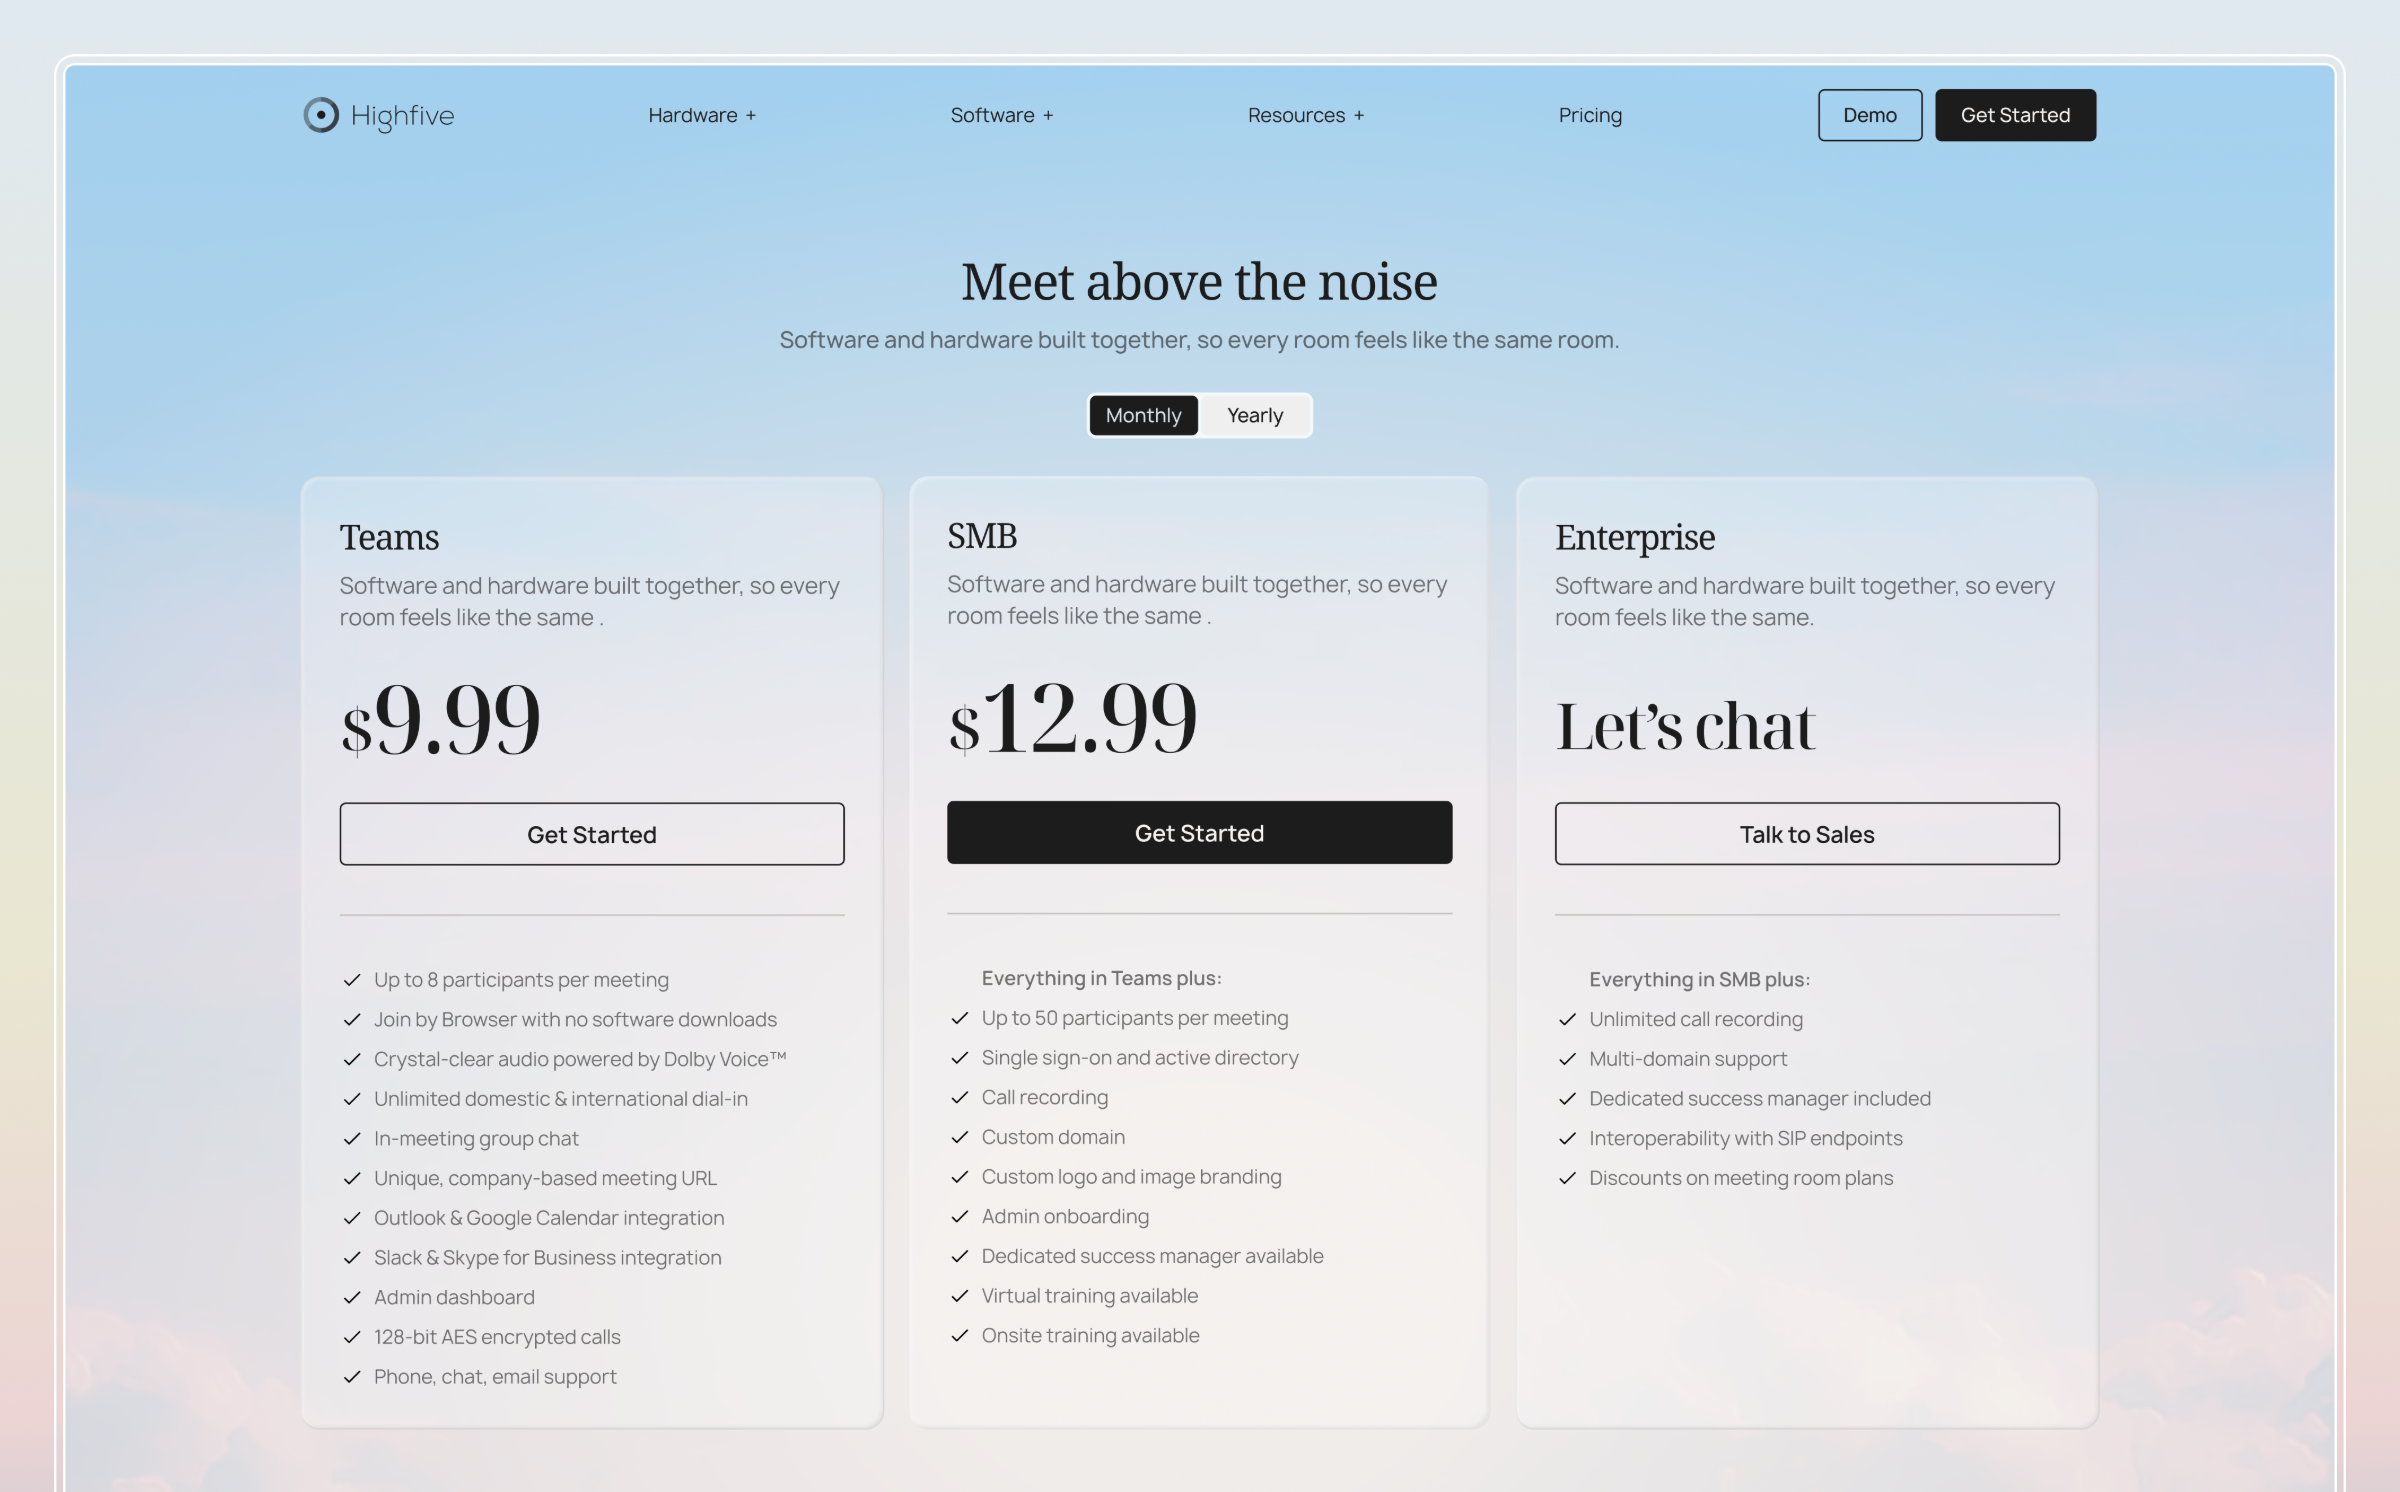 Highfive
Hardware +
Software +
Resources +
Pricing
Demo
Get Started
Meet above the noise
Software and hardware built together, so every room feels like the same room.
Monthly
Yearly
Teams
Software and hardware built together, so every
room feels like the same .
$9.99
Get Started
Up to 8 participants per meeting
Join by Browser with no software downloads
Crystal-clear audio powered by Dolby Voice™
Unlimited domestic & international dial-in
In-meeting group chat
Unique, company-based meeting URL
Outlook & Google Calendar integration
Slack & Skype for Business integration
Admin dashboard
128-bit AES encrypted calls
Phone, chat, email support
SMB
Software and hardware built together, so every
room feels like the same .
$12.99
Get Started
Everything in Teams plus:
Up to 50 participants per meeting
Single sign-on and active directory
Call recording
Custom domain
Custom logo and image branding
Admin onboarding
Dedicated success manager available
Virtual training available
Onsite training available
Enterprise
Software and hardware built together, so every
room feels like the same.
Let’s chat
Talk to Sales
Everything in SMB plus:
Unlimited call recording
Multi-domain support
Dedicated success manager included
Interoperability with SIP endpoints
Discounts on meeting room plans